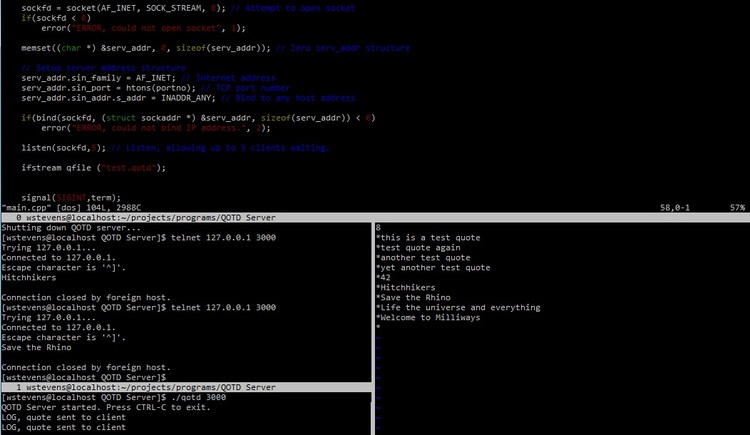 sockfd = socket(AF_INET, SOCK_STREAM, 0); // Attempt to open socket
if(sockfd < 0)
error("ERROR, could not open socket", 1);
memset((char *) &serv_addr, 0, sizeof(serv_addr)); // Zero serv_addr structure
// Setup server address structure
serv_addr.sin_family = AF_INET; // Internet address
serv_addr.sin_port = htons(portno); // TCP port number
serv_addr.sin_addr.s_addr = INADDR_ANY; // Bind to any host address
if(bind(sockfd, (struct sockaddr *) &serv_addr, sizeof(serv_addr)) < 0)
error("ERROR, could not bind IP address.", 2);
listen(sockfd,5); // Listen, allowing up to 5 clients waiting.
ifstream qfile ("test.qotd");
signal(SIGINT,term);
"main.cpp" [dos] 104L, 2988C 58,0-1 57%
0 wstevens@localhost:~/projects/programs/QOTD Server
Shutting down QOTD server...
[wstevens@localhost QOTD Server]$ telnet 127.0.0.1 3000
Trying 127.0.0.1...
Connected to 127.0.0.1.
Escape character is '^]'.
Hitchhikers
Connection closed by foreign host.
[wstevens@localhost QOTD Server]$ telnet 127.0.0.1 3000
Trying 127.0.0.1...
Connected to 127.0.0.1.
Escape character is '^]'.
Save the Rhino
Connection closed by foreign host.
[wstevens@localhost QOTD Server]$
1 wstevens@localhost:~/projects/programs/QOTD Server
[wstevens@localhost QOTD Server]$ ./qotd 3000
QOTD Server started. Press CTRL-C to exit.
LOG, quote sent to client
LOG, quote sent to client
8
*this is a test quote
*test quote again
*another test quote
*yet another test quote
*42
*Hitchhikers
*Save the Rhino
*Life the universe and everything
*Welcome to Milliways
*
~
~
~
~
~
~
~
~
~
~